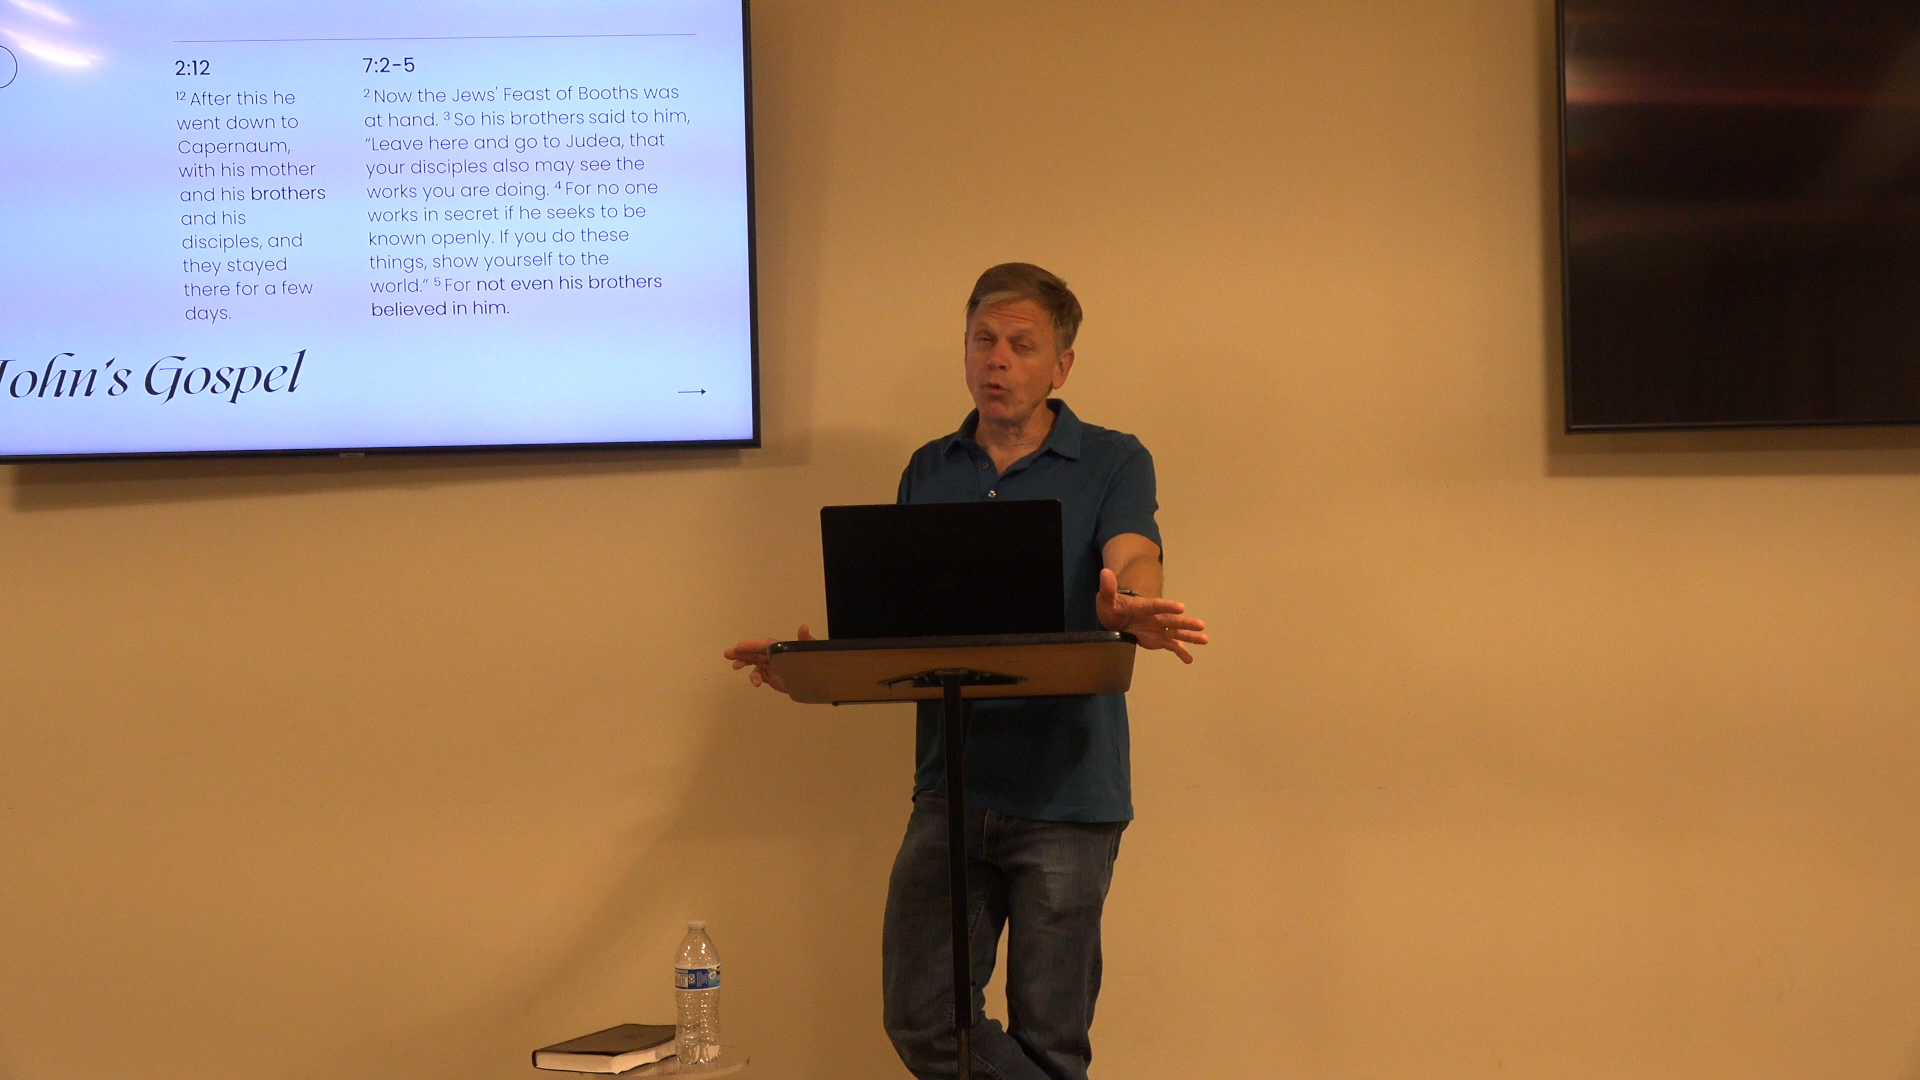 2:12
12 After this he
went down to
Capernaum,
with his mother
and his brothers
and his
disciples, and
they stayed
there for a few
days.
7:2-5
2 Now the Jews' Feast of Booths was
at hand. 3 So his brothers said to him,
“Leave here and go to Judea, that
your disciples also may see the
works you are doing. 4 For no one
works in secret if he seeks to be
known openly. If you do these
things, show yourself to the
world.” 5 For not even his brothers
believed in him.
John's Gospel